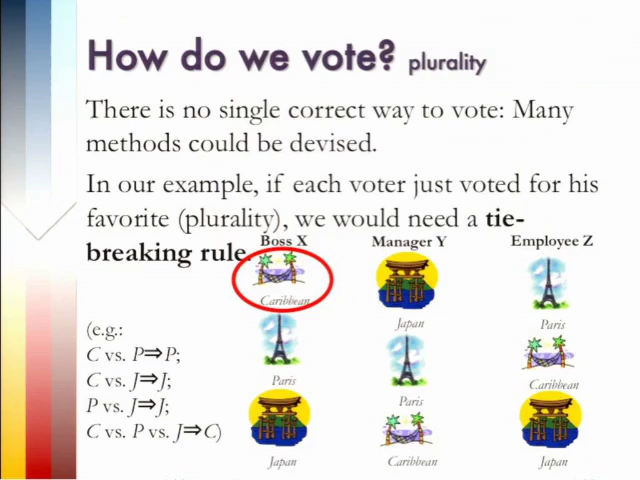 How do we vote? plurality
There is no single correct way to vote: Many
methods could be devised.
In our example, if each voter just voted for his
favorite (plurality), we would need a tie-
breaking rule.
Boss X
Manager Y
Employee Z
Caribbean
Japan
Paris
Paris
Paris
Caribbean
Japan
Caribbean
Japan
(e.g.:
C vs. P⇒P;
C vs. J⇒J;
P vs. J⇒J;
C vs. P vs. J⇒C)